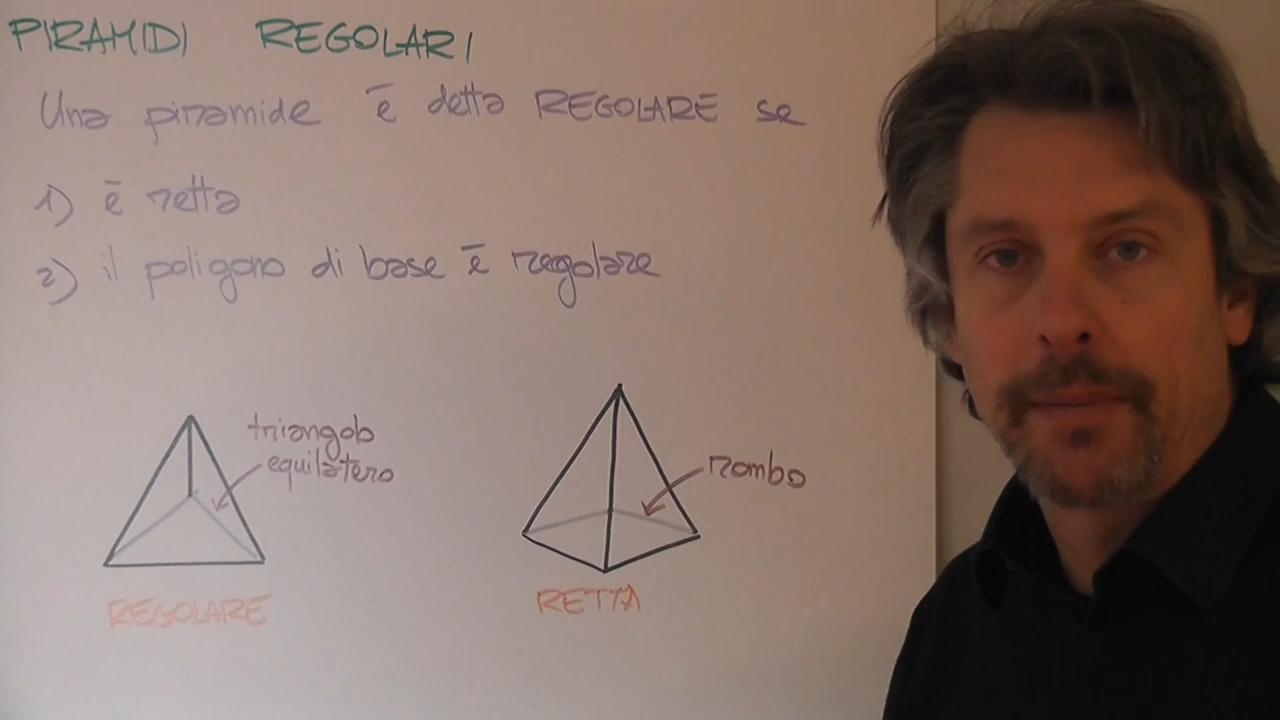 PIRAMIDI REGOLARI
Una piramide ē detta REGOLARE se
1) ē retta
2) il poligono di base ē regolare
triangolo
equilatero
rombo
REGOLARE
RETTA